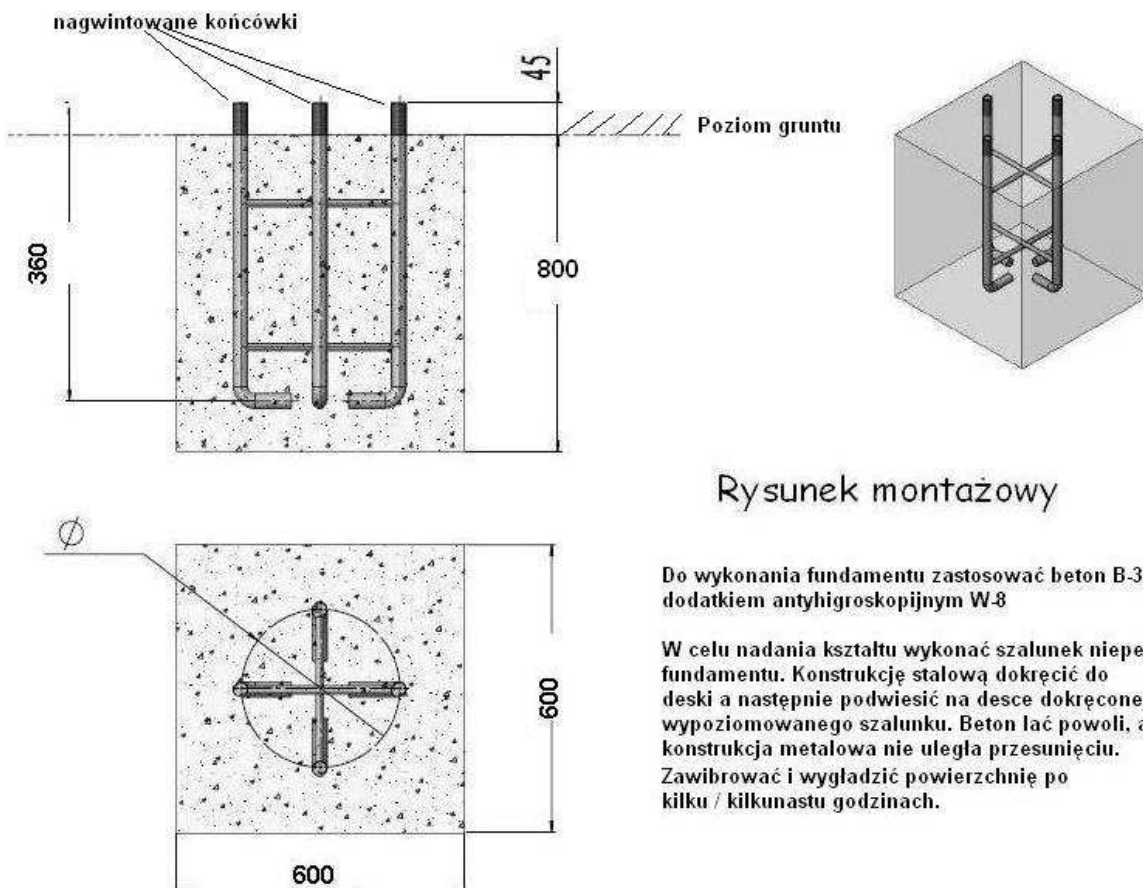 nagwintowane końcówki
45
Poziom gruntu
360
800
Rysunek montażowy
Ø
600
600
Do wykonania fundamentu zastosować beton B-3
dodatkiem antyhigroskopijnym W-8
W celu nadania kształtu wykonać szalunek niepe
fundamentu. Konstrukcję stalową dokręcić do
deski a następnie podwiesić na desce dokręcone
wypoziomowanego szalunku. Beton lać powoli, a
konstrukcja metalowa nie uległa przesunięciu.
Zawibrować i wygładzić powierzchnię po
kilku / kilkunastu godzinach.